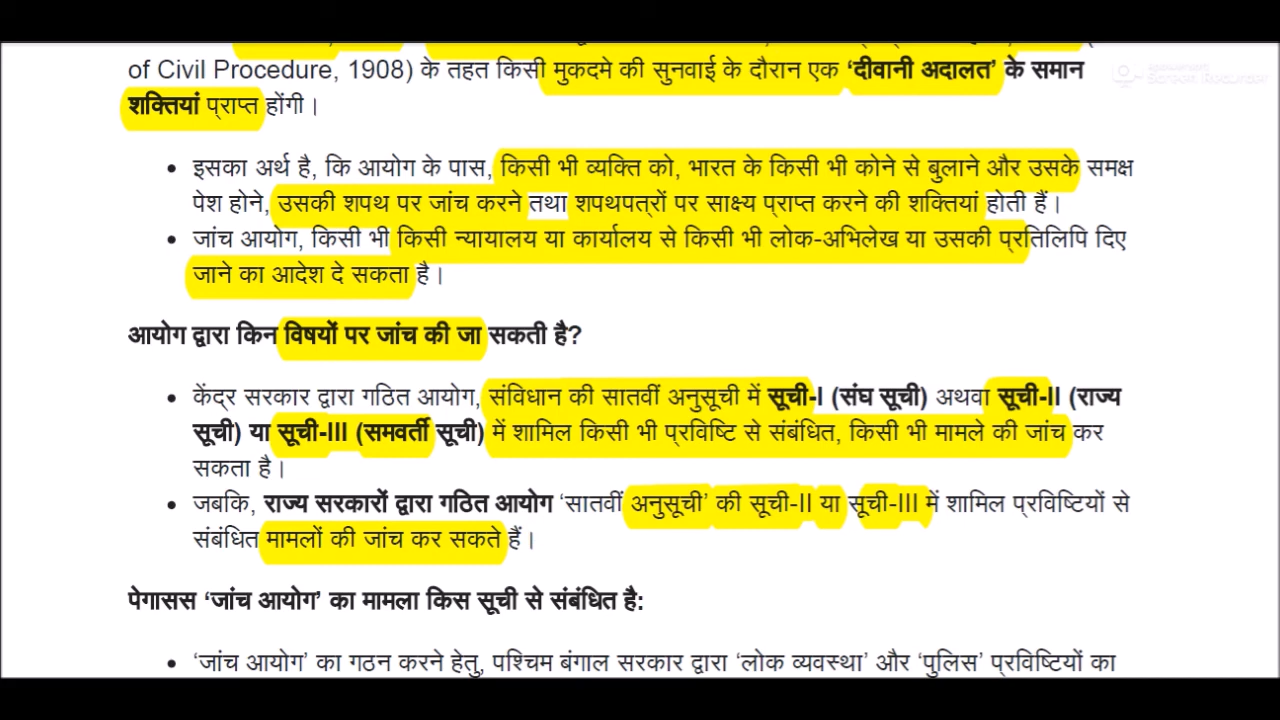 of Civil Procedure, 1908) के तहत किसी मुकदमे की सुनवाई के दौरान एक ‘दीवानी अदालत’ के समान
शक्तियां प्राप्त होंगी।
इसका अर्थ है, कि आयोग के पास, किसी भी व्यक्ति को, भारत के किसी भी कोने से बुलाने और उसके समक्ष
पेश होने, उसकी शपथ पर जांच करने तथा शपथपत्रों पर साक्ष्य प्राप्त करने की शक्तियां होती हैं।
जांच आयोग, किसी भी किसी न्यायालय या कार्यालय से किसी भी लोक-अभिलेख या उसकी प्रतिलिपि दिए
जाने का आदेश दे सकता है।
आयोग द्वारा किन विषयों पर जांच की जा सकती है?
केंद्र सरकार द्वारा गठित आयोग, संविधान की सातवीं अनुसूची में सूची-I (संघ सूची) अथवा सूची-II (राज्य
सूची) या सूची-III (समवर्ती सूची) में शामिल किसी भी प्रविष्टि से संबंधित, किसी भी मामले की जांच कर
सकता है।
जबकि, राज्य सरकारों द्वारा गठित आयोग ‘सातवीं अनुसूची’ की सूची-II या सूची-III में शामिल प्रविष्टियों से
संबंधित मामलों की जांच कर सकते हैं।
पेगासस ‘जांच आयोग’ का मामला किस सूची से संबंधित है:
‘जांच आयोग’ का गठन करने हेतु, पश्चिम बंगाल सरकार द्वारा ‘लोक व्यवस्था’ और ‘पुलिस’ प्रविष्टियों का
Screen Recorder